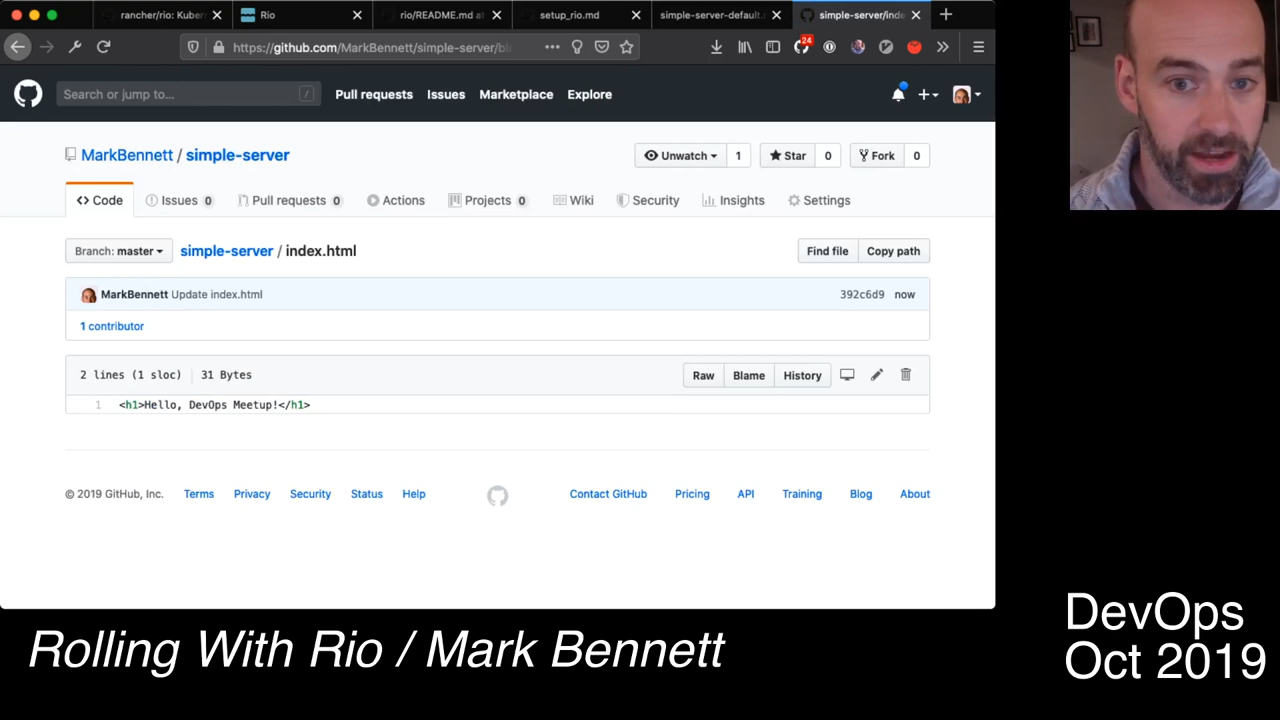 rancher/rio: Kuber
Rio
rio/README.md at
setup_rio.md
simple-server-default.
simple-server/inde
https://github.com/MarkBennett/simple-server/bl
24
Search or jump to...
/
Pull requests
Issues
Marketplace
Explore
MarkBennett / simple-server
Unwatch
1
Star
0
Fork
0
Code
Issues 0
Pull requests 0
Actions
Projects 0
Wiki
Security
Insights
Settings
Branch: master
simple-server / index.html
Find file
Copy path
MarkBennett Update index.html
392c6d9 now
1 contributor
2 lines (1 sloc)
31 Bytes
Raw
Blame
History
1 <h1>Hello, DevOps Meetup!</h1>
© 2019 GitHub, Inc.
Terms
Privacy
Security
Status
Help
Contact GitHub
Pricing
API
Training
Blog
About
Rolling With Rio / Mark Bennett
DevOps
Oct 2019